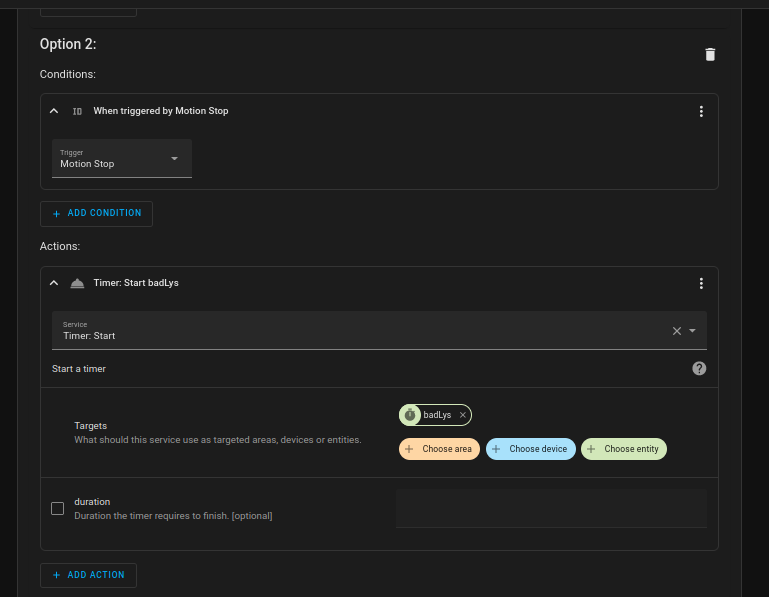 Option 2:
Conditions:
ID When triggered by Motion Stop
Trigger
Motion Stop
+ ADD CONDITION
Actions:
Timer: Start badLys
Service
Timer: Start
Start a timer
?
badLys ×
Targets
What should this service use as targeted areas, devices or entities.
+ Choose area + Choose device + Choose entity
duration
Duration the timer requires to finish. [optional]
+ ADD ACTION